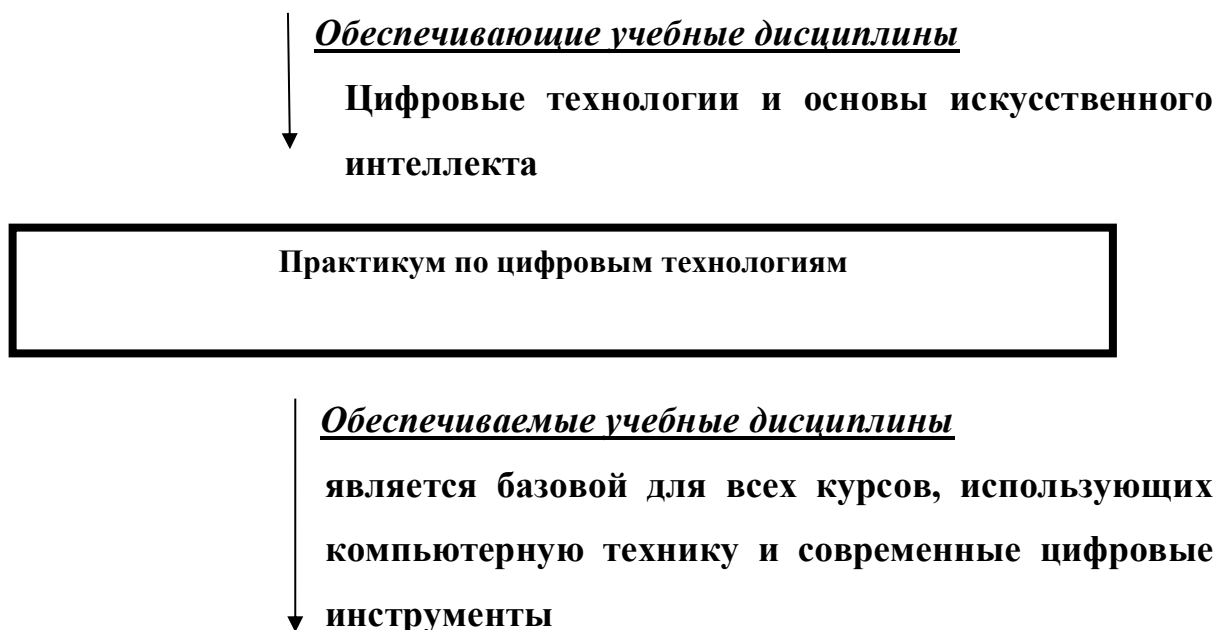 Обеспечивающие учебные дисциплины
Цифровые технологии и основы искусственного
интеллекта
Практикум по цифровым технологиям
Обеспечиваемые учебные дисциплины
является базовой для всех курсов, использующих
компьютерную технику и современные цифровые
инструменты